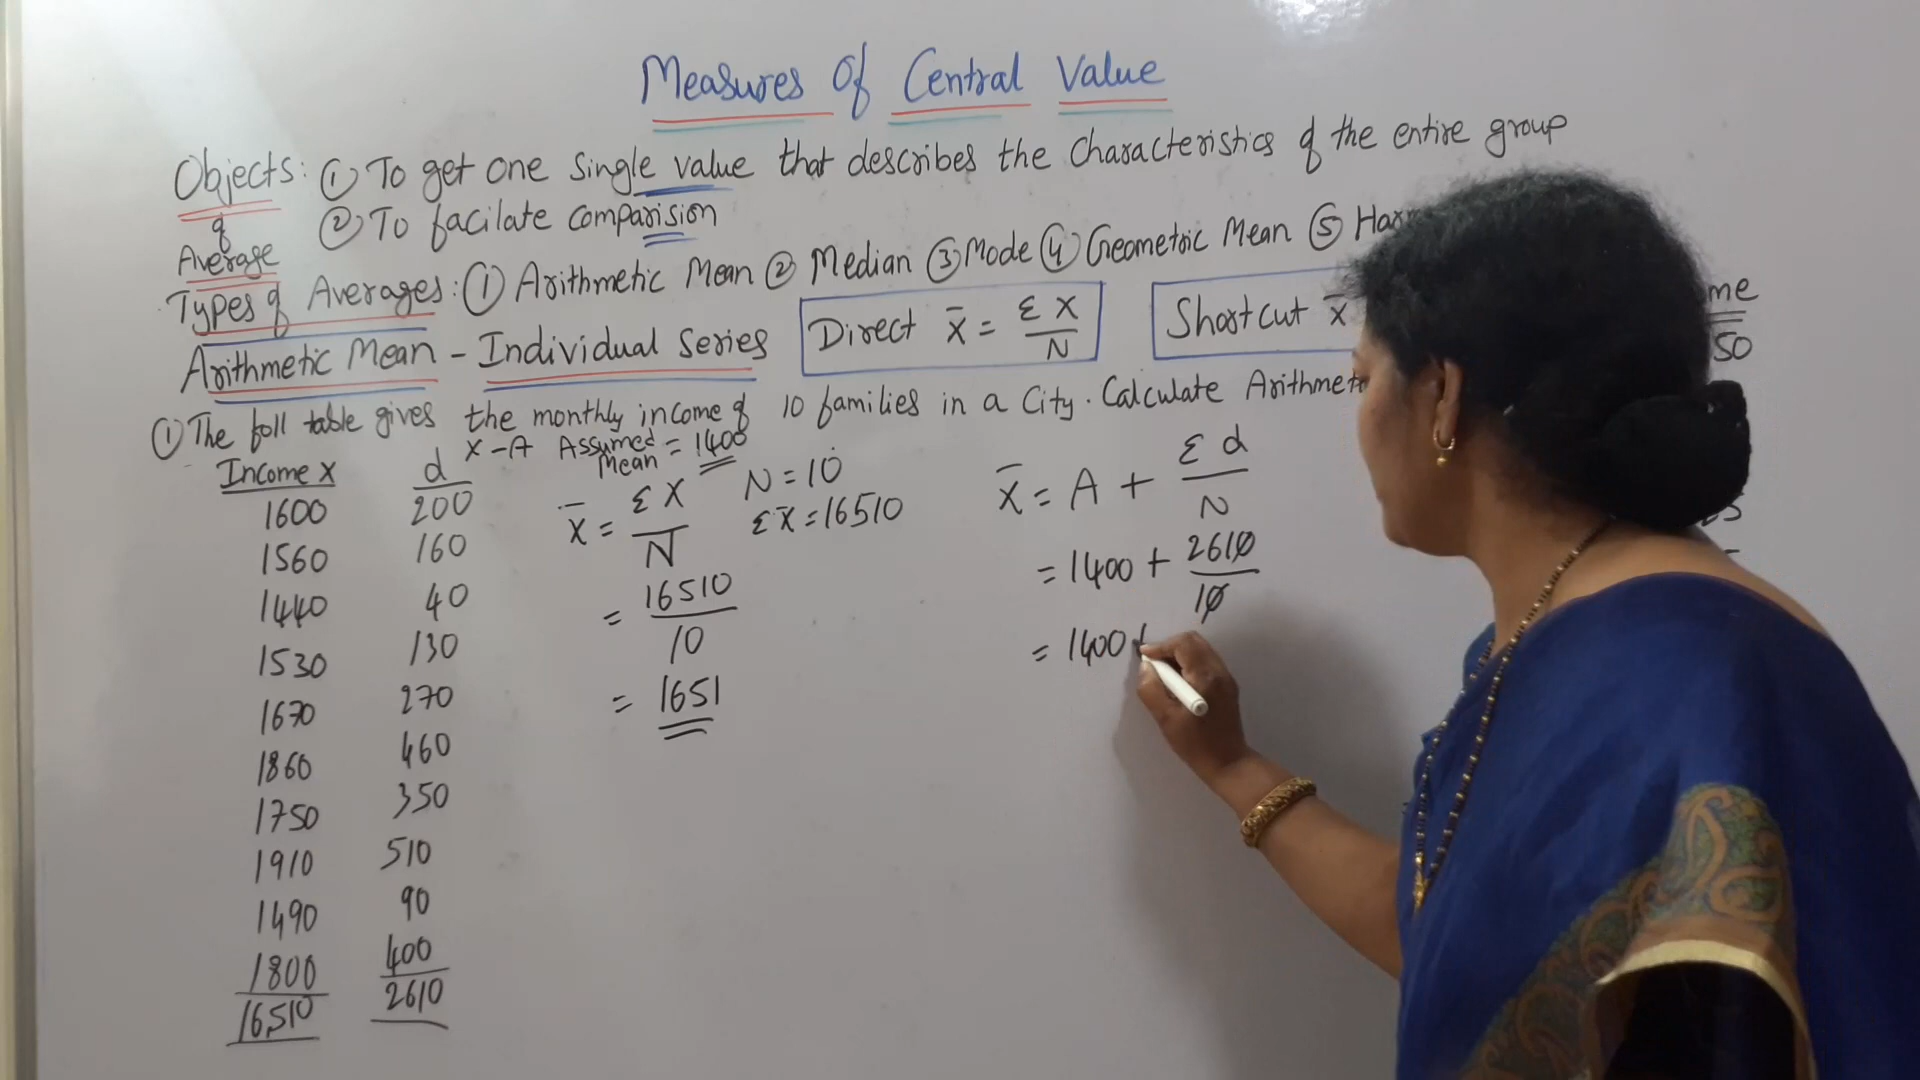 Measures Of Central Value
Objects: ① To get one Single value that describes the characteristics of the entire group
of
Average
② To facilate comparision
Types of Averages: ① Arithmetic Mean ② Median ③ Mode ④ Geometric Mean ⑤
Arithmetic Mean - Individual Series
Direct x̄ = ΣX / N
Shortcut x̄
me
50
① The foll table gives the monthly income of 10 families in a City. Calculate
X-A Assumed Mean = 1400
Income X d
1600 200
1560 160
1440 40
1530 130
1670 270
1860 460
1750 350
1910 510
1490 90
1800 400
16,510 2610
x̄ = ΣX / N
N = 10
Σx̄ = 16510
= 16510 / 10
= 1651
x̄ = A + Σd / N
= 1400 + 2610 / 10
= 1400 +